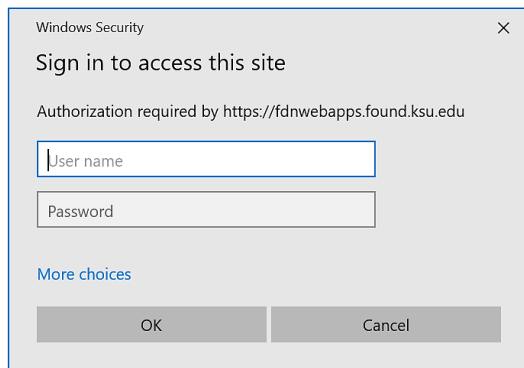 Windows Security
Sign in to access this site
Authorization required by https://fdnwebapps.found.ksu.edu
User name
Password
More choices
OK
Cancel